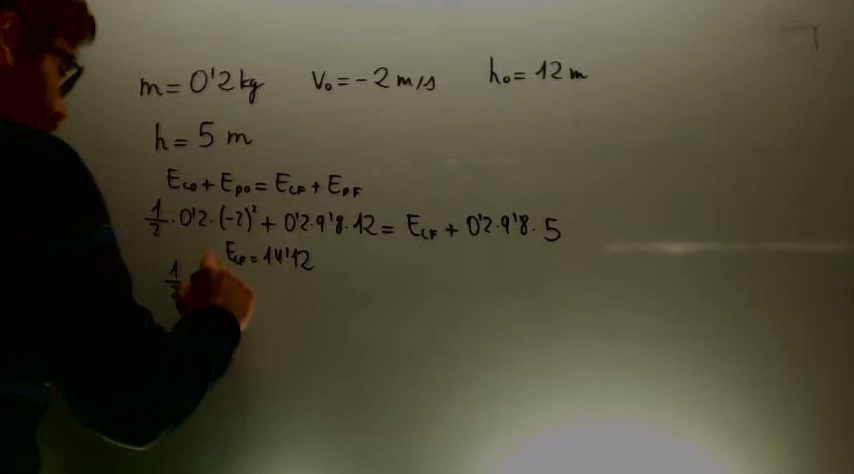 m = 0'2 kg V₀ = -2 m/s h₀ = 12 m
h = 5 m
Ec₀ + Ep₀ = EcF + EpF
1/2 · 0'2 · (-2)² + 0'2 · 9'8 · 12 = EcF + 0'2 · 9'8 · 5
EcF = 14'12
1/2